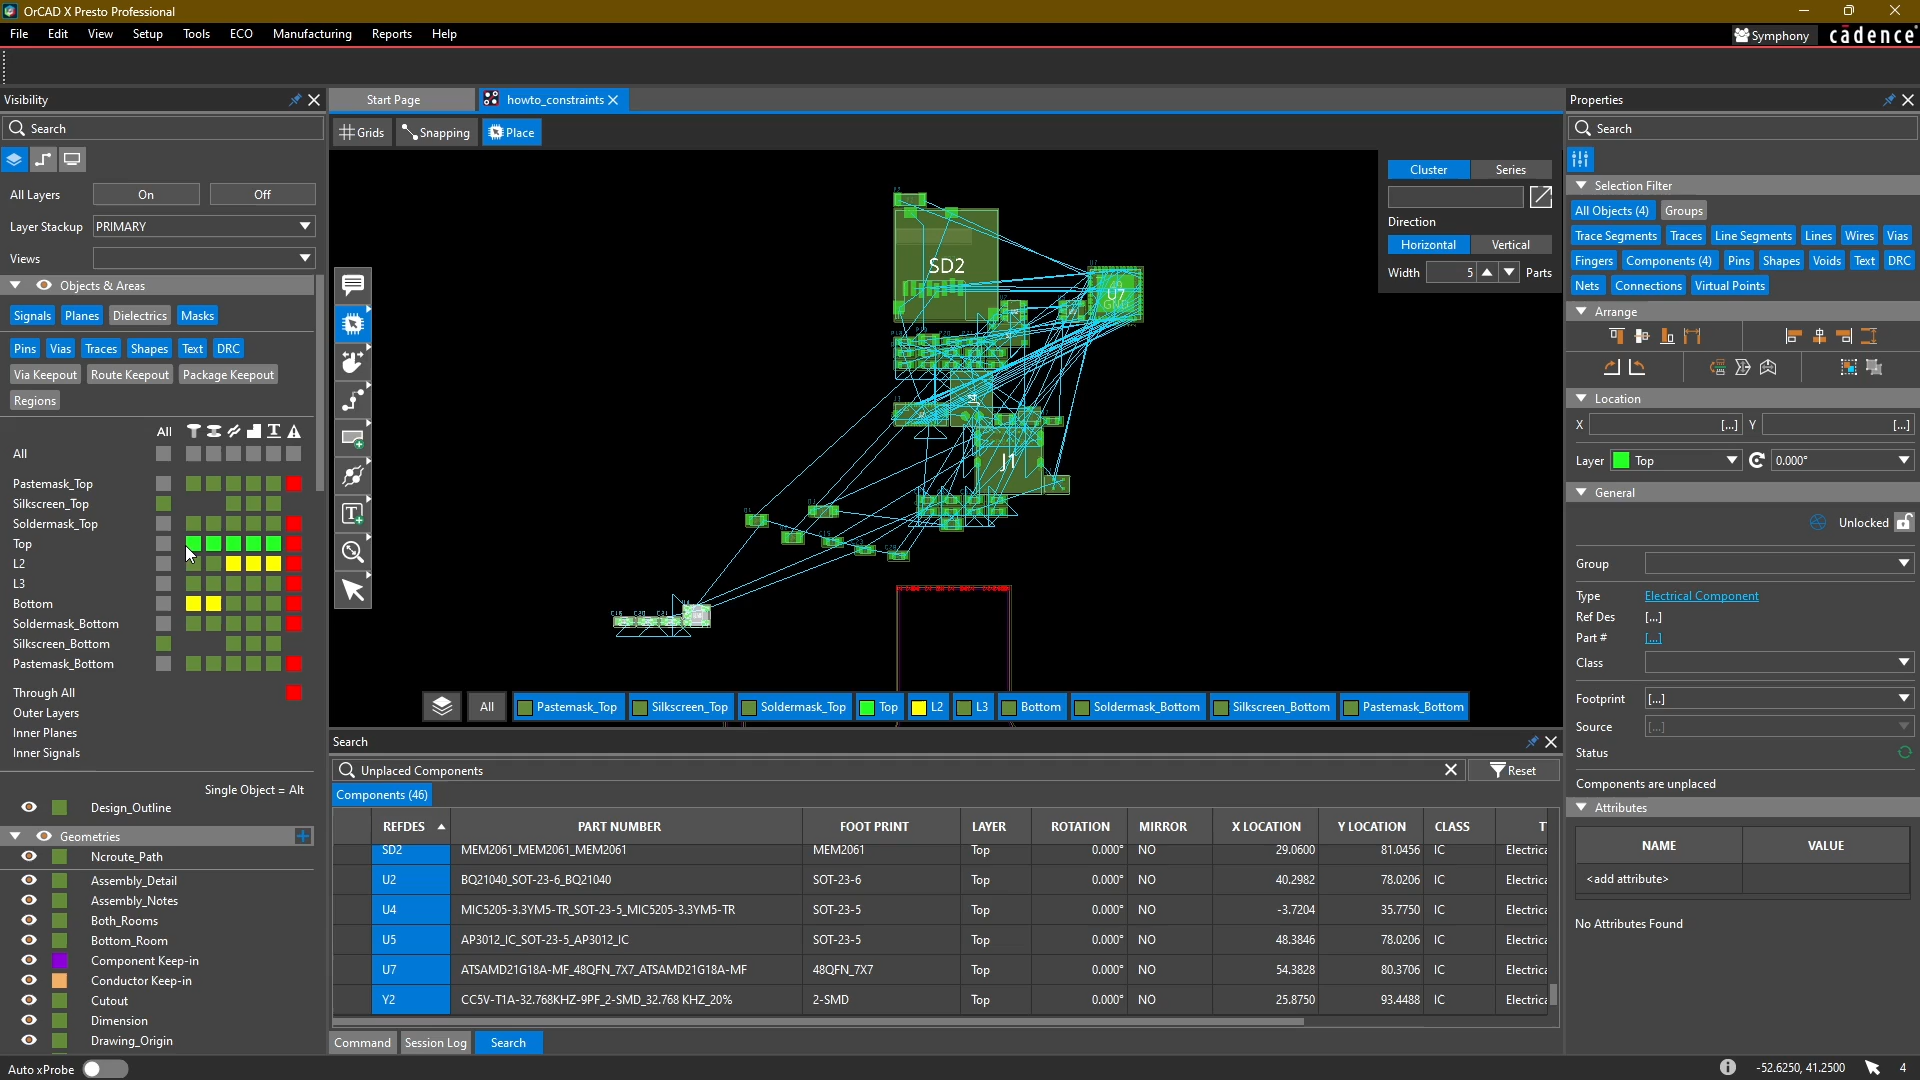 OrCAD X Presto Professional
File Edit View Setup Tools ECO Manufacturing Reports Help
Symphony cādence
Visibility
Search
All Layers On Off
Layer Stackup PRIMARY
Views
Objects & Areas
Signals Planes Dielectrics Masks
Pins Vias Traces Shapes Text DRC
Via Keepout Route Keepout Package Keepout
Regions
All
All
Pastemask_Top
Silkscreen_Top
Soldermask_Top
Top
L2
L3
Bottom
Soldermask_Bottom
Silkscreen_Bottom
Pastemask_Bottom
Through All
Outer Layers
Inner Planes
Inner Signals
Single Object = Alt
Design_Outline
Geometries
Ncroute_Path
Assembly_Detail
Assembly_Notes
Both_Rooms
Bottom_Room
Component Keep-in
Conductor Keep-in
Cutout
Dimension
Drawing_Origin
Auto xProbe
Start Page howto_constraints
Grids Snapping Place
SD2
U7
GND
J1
Cluster Series
Direction
Horizontal Vertical
Width 5 Parts
All Pastemask_Top Silkscreen_Top Soldermask_Top Top L2 L3 Bottom Soldermask_Bottom Silkscreen_Bottom Pastemask_Bottom
Search
Unplaced Components Reset
Components (46)
REFDES PART NUMBER FOOT PRINT LAYER ROTATION MIRROR X LOCATION Y LOCATION CLASS T
SD2 MEM2061_MEM2061_MEM2061 MEM2061 Top 0.000° NO 29.0600 81.0456 IC Electrica
U2 BQ21040_SOT-23-6_BQ21040 SOT-23-6 Top 0.000° NO 40.2982 78.0206 IC Electrica
U4 MIC5205-3.3YM5-TR_SOT-23-5_MIC5205-3.3YM5-TR SOT-23-5 Top 0.000° NO -3.7204 35.7750 IC Electrica
U5 AP3012_IC_SOT-23-5_AP3012_IC SOT-23-5 Top 0.000° NO 48.3846 78.0206 IC Electrica
U7 ATSAMD21G18A-MF_48QFN_7X7_ATSAMD21G18A-MF 48QFN_7X7 Top 0.000° NO 54.3828 80.3706 IC Electrica
Y2 CC5V-T1A-32.768KHZ-9PF_2-SMD_32.768 KHZ_20% 2-SMD Top 0.000° NO 25.8750 93.4488 IC Electrica
Command Session Log Search
Properties
Search
Selection Filter
All Objects (4) Groups
Trace Segments Traces Line Segments Lines Wires Vias
Fingers Components (4) Pins Shapes Voids Text DRC
Nets Connections Virtual Points
Arrange
Location
X [...] Y [...]
Layer Top 0.000°
General
Unlocked
Group
Type Electrical Component
Ref Des [...]
Part # [...]
Class
Footprint [...]
Source [...]
Status
Components are unplaced
Attributes
NAME VALUE
<add attribute>
No Attributes Found
-52.6250, 41.2500 4